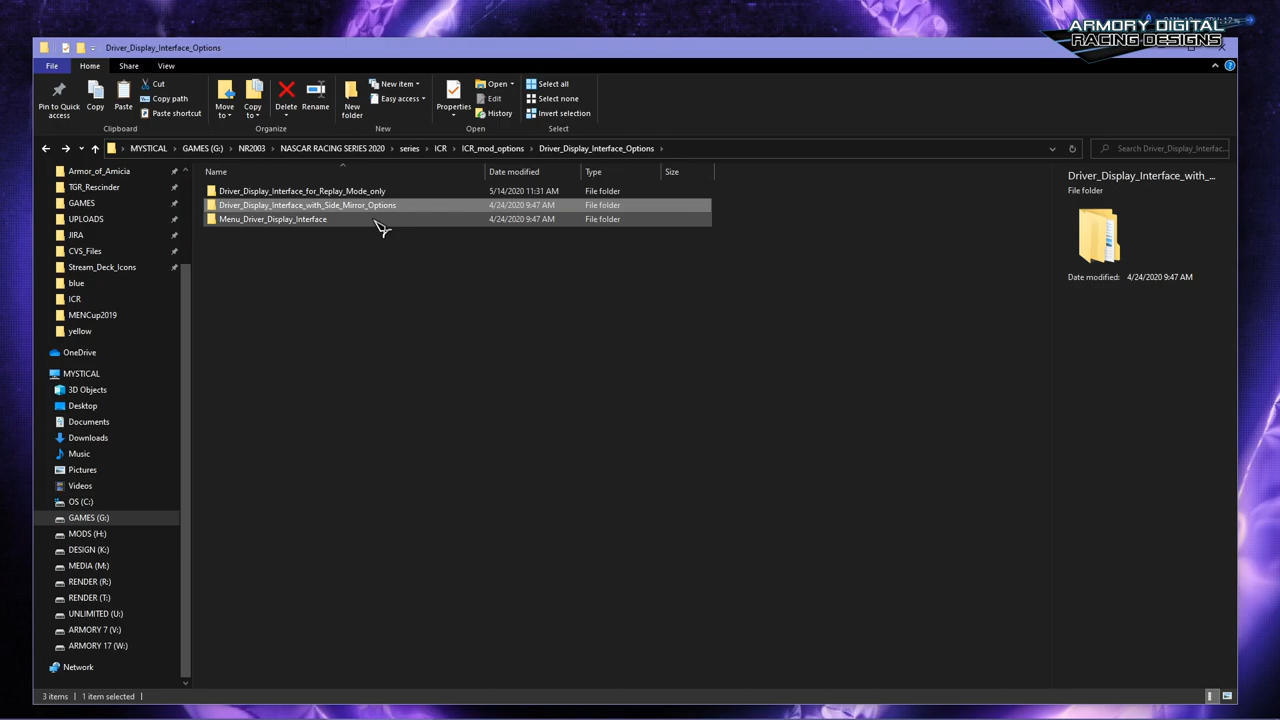 ARMORY DIGITAL
RACING DESIGNS
Driver_Display_Interface_Options
File Home Share View
Pin to Quick access
Copy
Paste
Cut
Copy path
Paste shortcut
Clipboard
Move to
Copy to
Delete
Rename
Organize
New folder
New item
Easy access
New
Properties
Open
Edit
History
Open
Select all
Select none
Invert selection
Select
MYSTICAL > GAMES (G:) > NR2003 > NASCAR RACING SERIES 2020 > series > ICR > ICR_mod_options > Driver_Display_Interface_Options >
Search Driver_Display_Interfac...
Name Date modified Type Size
Driver_Display_Interface_for_Replay_Mode_only 5/14/2020 11:31 AM File folder
Driver_Display_Interface_with_Side_Mirror_Options 4/24/2020 9:47 AM File folder
Menu_Driver_Display_Interface 4/24/2020 9:47 AM File folder
Armor_of_Amicia
TGR_Rescinder
GAMES
UPLOADS
JIRA
CVS_Files
Stream_Deck_Icons
blue
ICR
MENCup2019
yellow
OneDrive
MYSTICAL
3D Objects
Desktop
Documents
Downloads
Music
Pictures
Videos
OS (C:)
GAMES (G:)
MODS (H:)
DESIGN (K:)
MEDIA (M:)
RENDER (R:)
RENDER (T:)
UNLIMITED (U:)
ARMORY 7 (V:)
ARMORY 17 (W:)
Network
Driver_Display_Interface_with_...
File folder
Date modified: 4/24/2020 9:47 AM
3 items 1 item selected